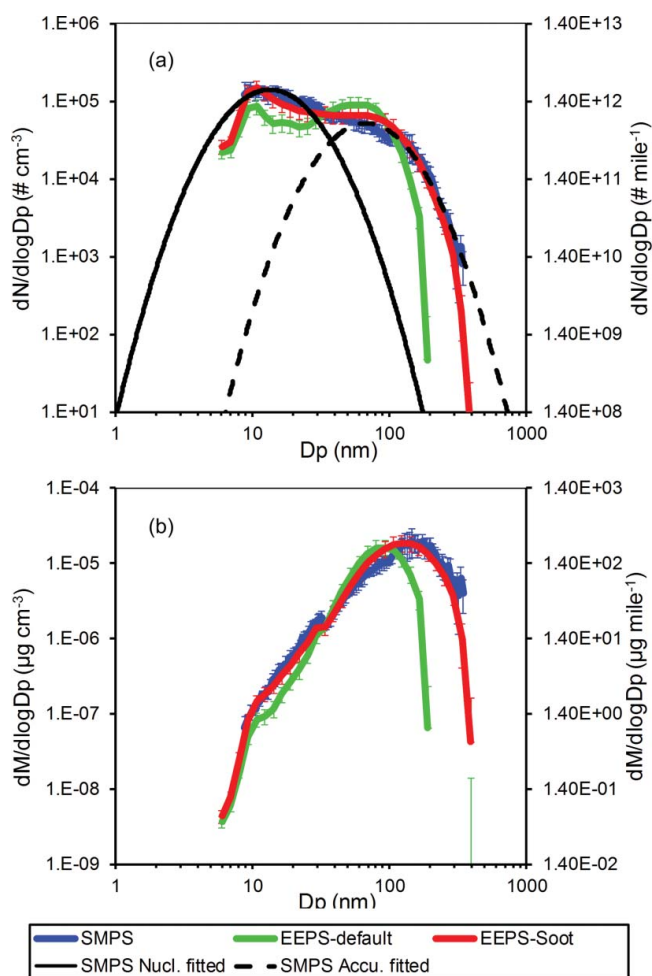 (a)
1.E+06
1.E+05
1.E+04
1.E+03
1.E+02
1.E+01
dN/dlogDp (# cm⁻³)
1.40E+13
1.40E+12
1.40E+11
1.40E+10
1.40E+09
1.40E+08
dN/dlogDp (# mile⁻¹)
1 10 100 1000
Dp (nm)
(b)
1.E-04
1.E-05
1.E-06
1.E-07
1.E-08
1.E-09
dM/dlogDp (µg cm⁻³)
1.40E+03
1.40E+02
1.40E+01
1.40E+00
1.40E-01
1.40E-02
dM/dlogDp (µg mile⁻¹)
1 10 100 1000
Dp (nm)
SMPS EEPS-default EEPS-Soot
SMPS Nucl. fitted SMPS Accu. fitted